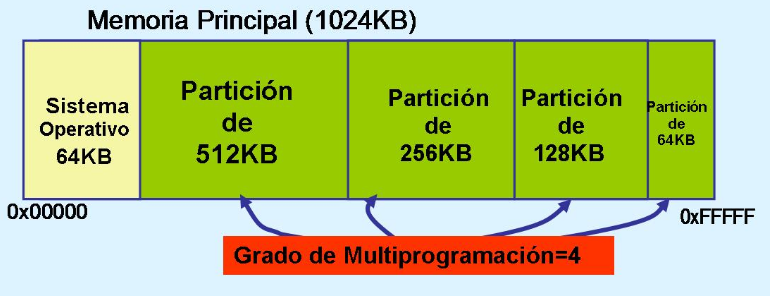 Memoria Principal (1024KB)
Sistema
Operativo
64KB
Partición
de
512KB
Partición
de
256KB
Partición
de
128KB
Partición
de
64KB
0x00000
0xFFFFF
Grado de Multiprogramación=4